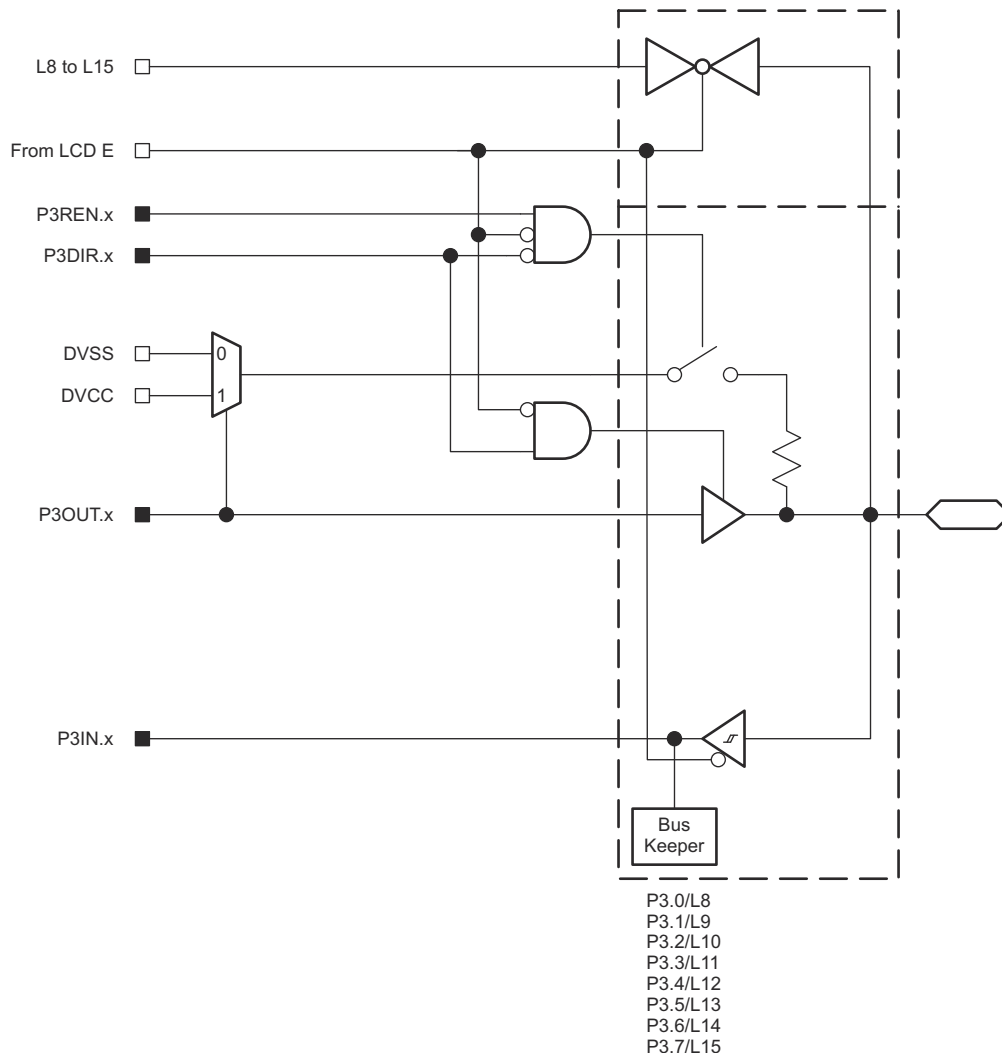 L8 to L15
From LCD E
P3REN.x
P3DIR.x
DVSS
0
DVCC
1
P3OUT.x
P3IN.x
Bus
Keeper
P3.0/L8
P3.1/L9
P3.2/L10
P3.3/L11
P3.4/L12
P3.5/L13
P3.6/L14
P3.7/L15